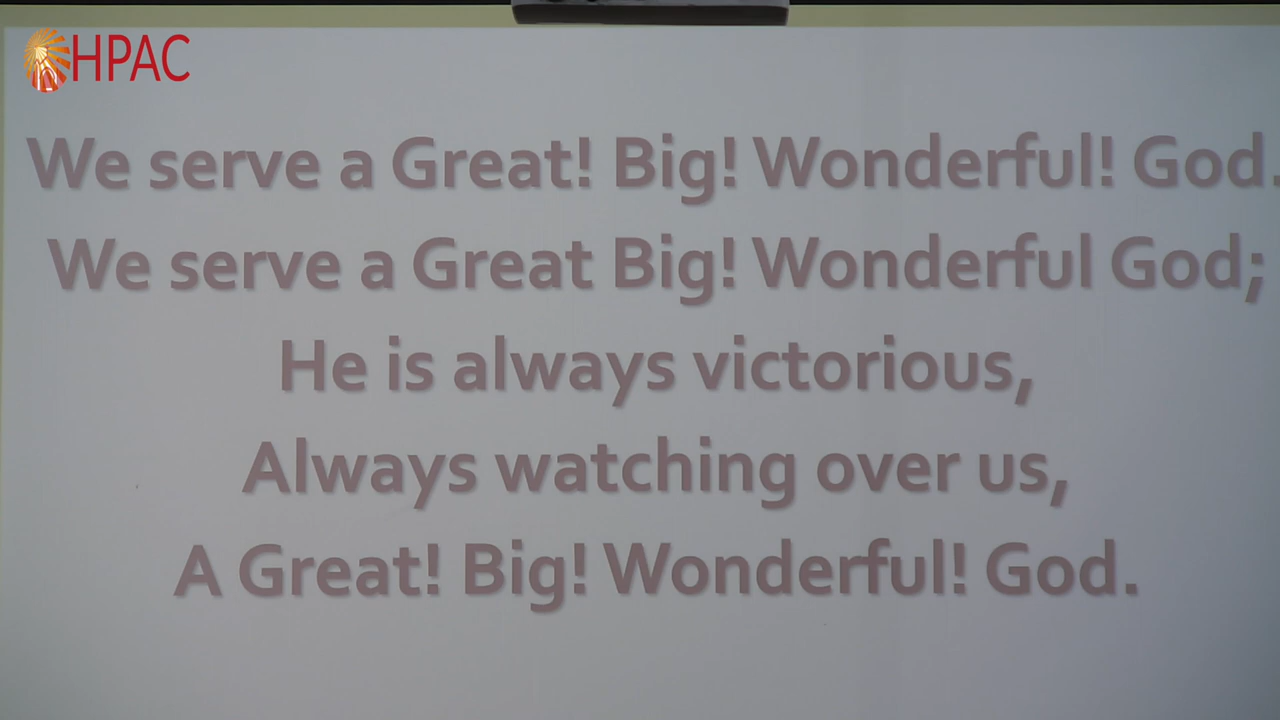 HPAC
We serve a Great! Big! Wonderful! God.
We serve a Great Big! Wonderful God;
He is always victorious,
Always watching over us,
A Great! Big! Wonderful! God.